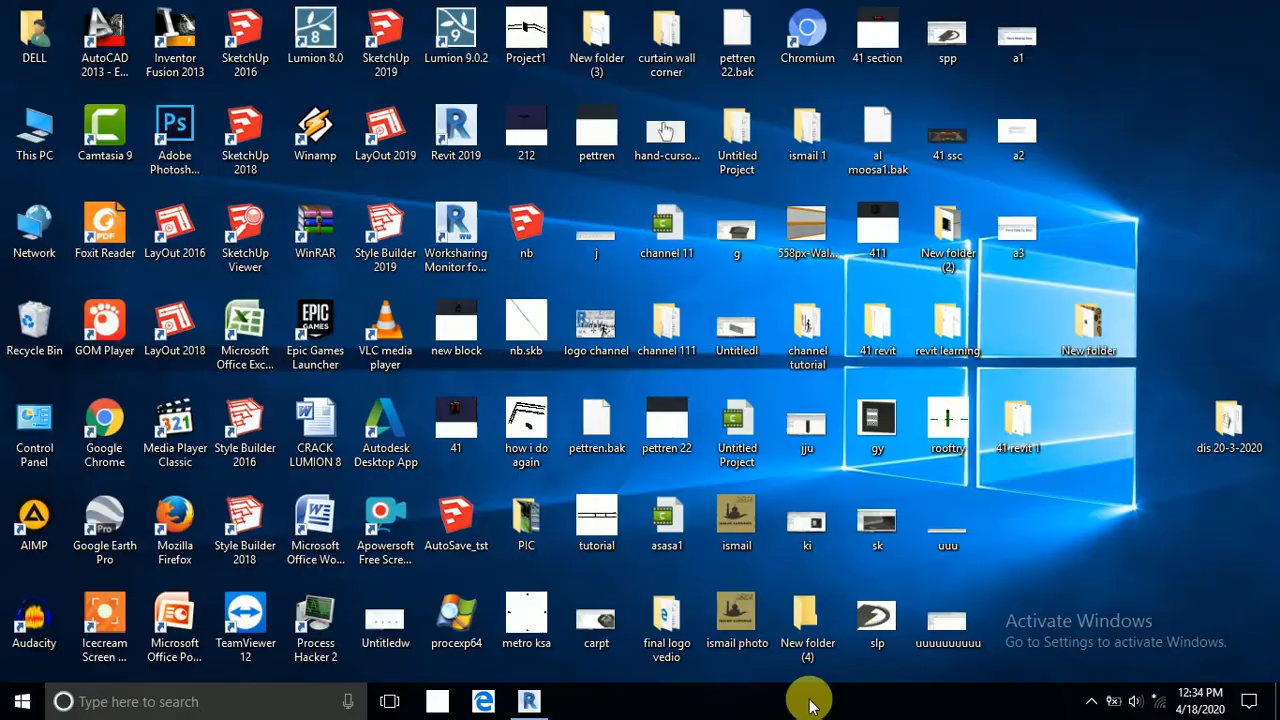 DELL
AutoCAD
2013 - E...
Inventor
Fusion 2013
SketchUp
2016
Lumion 8.0
SketchUp
2019
Lumion 9.0.2
Project1
New folder
(3)
curtain wall
corner
pettren
22.bak
Chromium
41 section
spp
a1
This PC
Camtasia 9
Adobe
Photosh...
SketchUp
2018
Winamp
LayOut 2019
Revit 2019
212
pettren
hand-curso...
Untitled
Project
ismail 1
al
moosa1.bak
41 ssc
a2
Network
Foxit Reader
LayOut 2016
SketchUp
Viewer
WinRAR
Style Builder
2019
Worksharing
Monitor fo...
nb
j
channel 11
g
558px-Wal...
411
New folder
(2)
a3
Recycle Bin
GOM Player
LayOut 2018
Microsoft
Office Exc...
Epic Games
Launcher
VLC media
player
new block
nb.skb
logo channel
channel 111
Untitledl
channel
tutorial
41 revit
revit learning
New folder
Control
Panel
Google
Chrome
Media Player
Classic
Style Builder
2016
CRACK
LUMION 8
Autodesk
Desktop App
41
how i do
again
pettren.bak
pettren 22
Untitled
Project
jju
gy
rooftry
41 revit 1
dis 20-3-2020
AIMP
Google Earth
Pro
Mozilla
Firefox
Style Builder
2018
Microsoft
Office Wo...
Apowersoft
Free Scre...
AutoSave_tst
PIC
tutorial
asasa1
ismail
ki
sk
uuu
Audacity
Icecream
Screen ...
Microsoft
Office Po...
TeamViewer
12
Process
Hacker 2
Untitledw
procexp64
metro ksa
carpt
final logo
vedio
ismail photo
New folder
(4)
slp
uuuuuuuuuu
Activate Windows
Go to Settings to activate Windows.
Type here to search
12:34 PM
4/18/2020